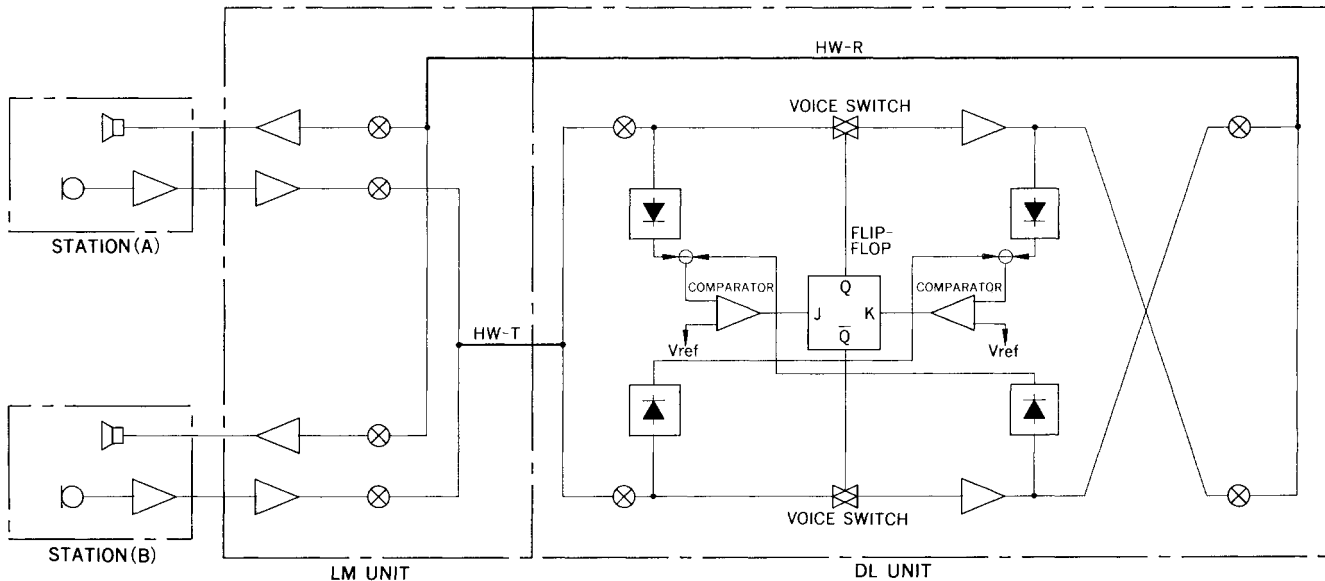 HW-R
VOICE SWITCH
STATION(A)
FLIP-
FLOP
COMPARATOR
Q
COMPARATOR
J
K
Q̅
HW-T
Vref
Vref
VOICE SWITCH
STATION(B)
LM UNIT
DL UNIT